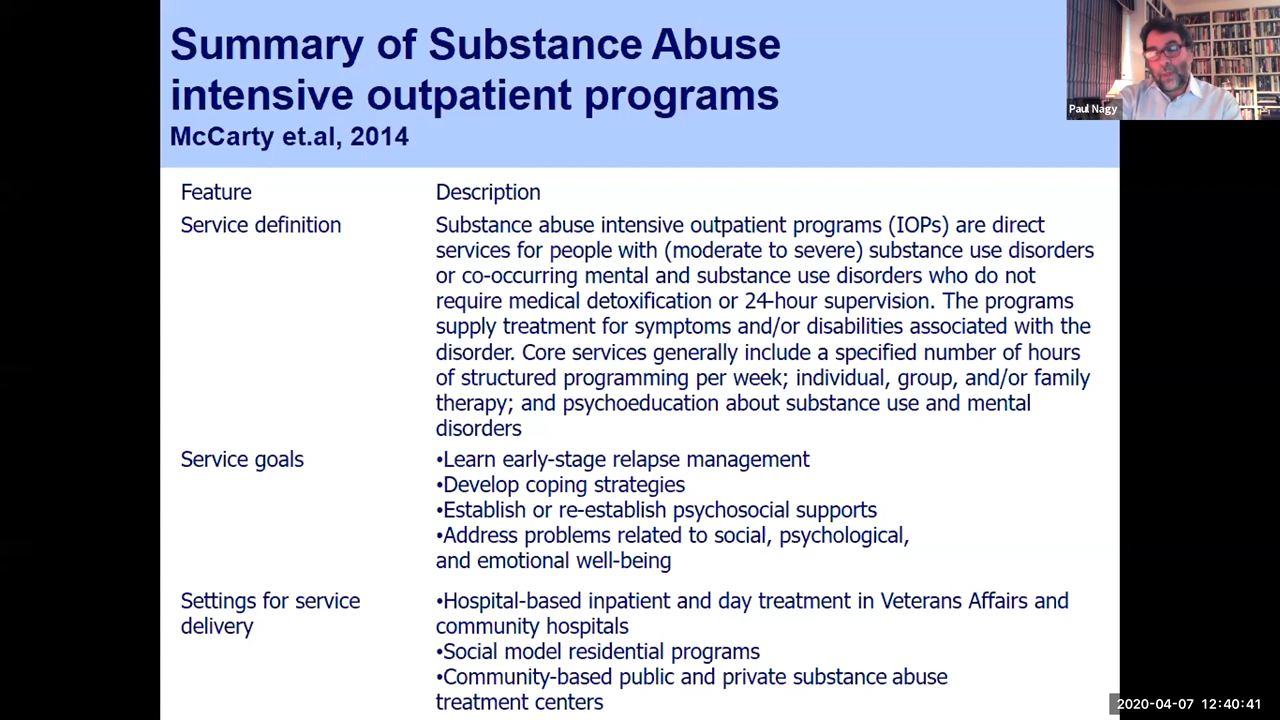 Summary of Substance Abuse
intensive outpatient programs
McCarty et.al, 2014
Paul Nagy
Feature
Description
Service definition
Substance abuse intensive outpatient programs (IOPs) are direct
services for people with (moderate to severe) substance use disorders
or co-occurring mental and substance use disorders who do not
require medical detoxification or 24-hour supervision. The programs
supply treatment for symptoms and/or disabilities associated with the
disorder. Core services generally include a specified number of hours
of structured programming per week; individual, group, and/or family
therapy; and psychoeducation about substance use and mental
disorders
Service goals
•Learn early-stage relapse management
•Develop coping strategies
•Establish or re-establish psychosocial supports
•Address problems related to social, psychological,
and emotional well-being
Settings for service
delivery
•Hospital-based inpatient and day treatment in Veterans Affairs and
community hospitals
•Social model residential programs
•Community-based public and private substance abuse
treatment centers
2020-04-07 12:40:41